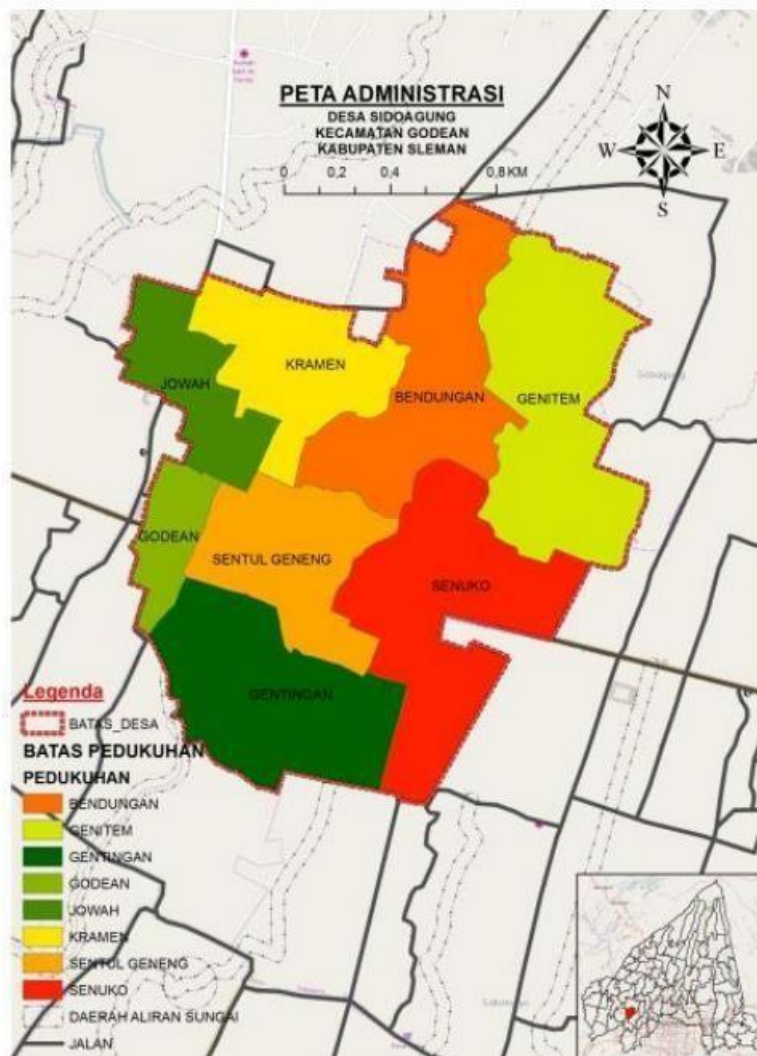 PETA ADMINISTRASI
DESA SIDOAGUNG
KECAMATAN GODEAN
KABUPATEN SLEMAN
0 0,2 0,4 0,8 KM
N
W E
S
KRAMEN
JOWAH
BENDUNGAN
GENITEM
GODEAN
SENTUL GENENG
SENUKO
GENTINGAN
Legenda
BATAS_DESA
BATAS PEDUKUHAN
PEDUKUHAN
BENDUNGAN
GENITEM
GENTINGAN
GODEAN
JOWAH
KRAMEN
SENTUL GENENG
SENUKO
DAERAH ALIRAN SUNGAI
JALAN